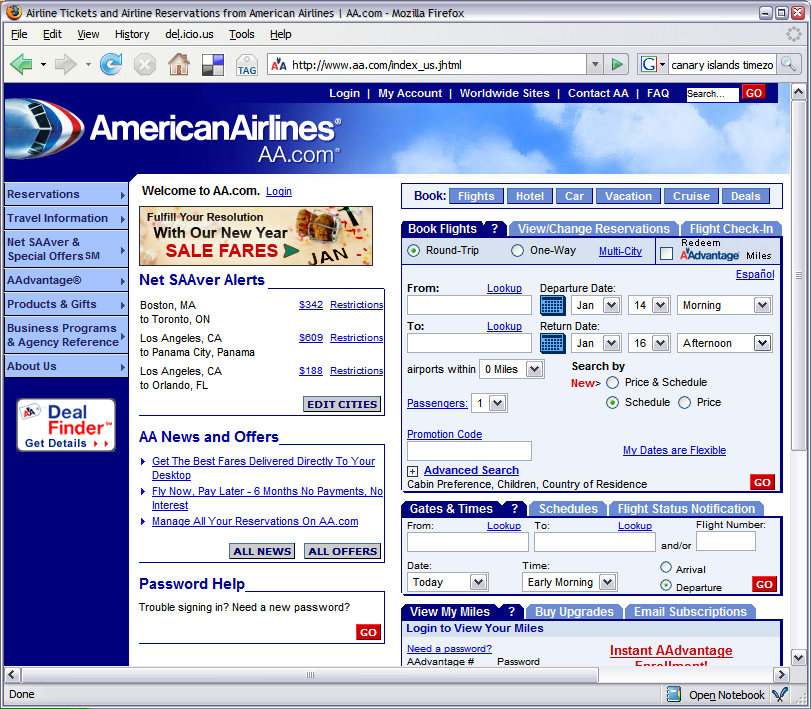 Airline Tickets and Airline Reservations from American Airlines | AA.com - Mozilla Firefox
File Edit View History del.icio.us Tools Help
TAG
AA http://www.aa.com/index_us.jhtml
G canary islands timezo
Login | My Account | Worldwide Sites | Contact AA | FAQ
Search... GO
AmericanAirlines®
AA.com™
Reservations
Travel Information
Net SAAver &
Special Offers SM
AAdvantage®
Products & Gifts
Business Programs
& Agency Reference
About Us
AA Deal
Finder™
Get Details
Welcome to AA.com. Login
Fulfill Your Resolution
With Our New Year
SALE FARES
JAN 1
Net SAAver Alerts
Boston, MA $342 Restrictions
to Toronto, ON
Los Angeles, CA $609 Restrictions
to Panama City, Panama
Los Angeles, CA $188 Restrictions
to Orlando, FL
EDIT CITIES
AA News and Offers
Get The Best Fares Delivered Directly To Your
Desktop
Fly Now, Pay Later - 6 Months No Payments, No
Interest
Manage All Your Reservations On AA.com
ALL NEWS ALL OFFERS
Password Help
Trouble signing in? Need a new password?
GO
Book: Flights Hotel Car Vacation Cruise Deals
Book Flights ? View/Change Reservations Flight Check-In
Round-Trip One-Way Multi-City
Redeem
AAdvantage Miles
Español
From: Lookup Departure Date:
Jan 14 Morning
To: Lookup Return Date:
Jan 16 Afternoon
airports within 0 Miles
Search by
New> Price & Schedule
Schedule Price
Passengers: 1
Promotion Code
My Dates are Flexible
+ Advanced Search
Cabin Preference, Children, Country of Residence GO
Gates & Times ? Schedules Flight Status Notification
From: Lookup To: Lookup Flight Number:
and/or
Date: Time: Arrival
Today Early Morning Departure GO
View My Miles ? Buy Upgrades Email Subscriptions
Login to View Your Miles
Need a password? Instant AAdvantage
AAdvantage # Password Enrollment!
Done
Open Notebook